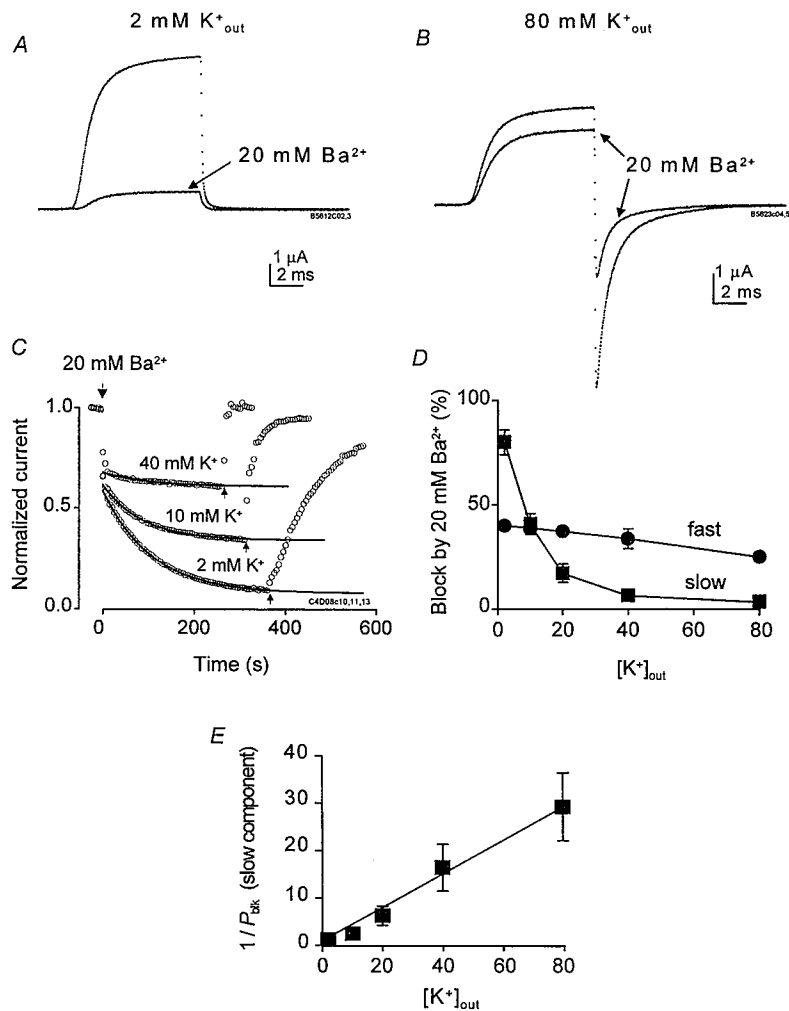 2 mM K⁺out
80 mM K⁺out
A
B
20 mM Ba²⁺
20 mM Ba²⁺
B5612C02,3
B5823c04,5
1 µA
2 ms
1 µA
2 ms
C
D
20 mM Ba²⁺
Normalized current
1.0
0.5
0.0
40 mM K⁺
10 mM K⁺
2 mM K⁺
C4D08c10,11,13
0 200 400 600
Time (s)
Block by 20 mM Ba²⁺ (%)
100
50
0
fast
slow
0 20 40 60 80
[K⁺]out
E
1 / Pblk (slow component)
40
30
20
10
0
0 20 40 60 80
[K⁺]out